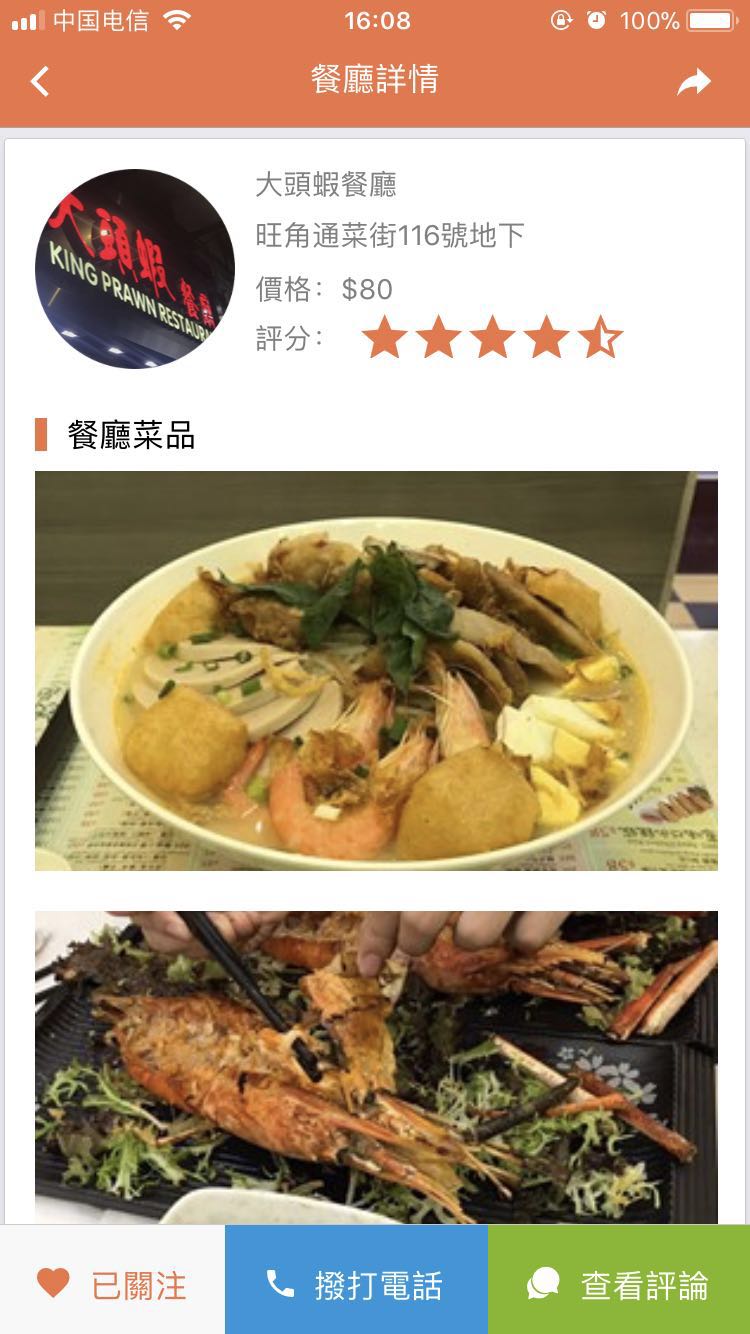 中国电信
16:08
100%
餐廳詳情
大頭蝦餐廳
KING PRAWN
大頭蝦餐廳
旺角通菜街116號地下
價格：$80
評分：
餐廳菜品
已關注
撥打電話
查看評論